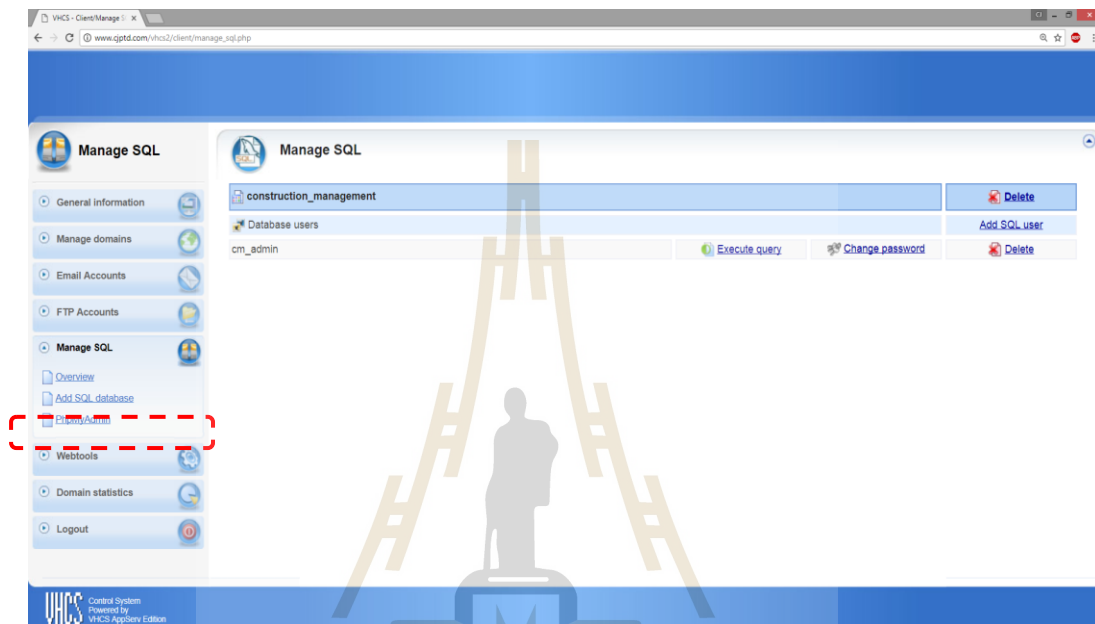 VHCS - Client/Manage S
www.cjptd.com/vhcs2/client/manage_sql.php
Manage SQL
General information
Manage domains
Email Accounts
FTP Accounts
Manage SQL
Overview
Add SQL database
PhpMyAdmin
Webtools
Domain statistics
Logout
Manage SQL
construction_management Delete
Database users Add SQL user
cm_admin Execute query Change password Delete
VHCS Control System
Powered by
VHCS AppServ Edition